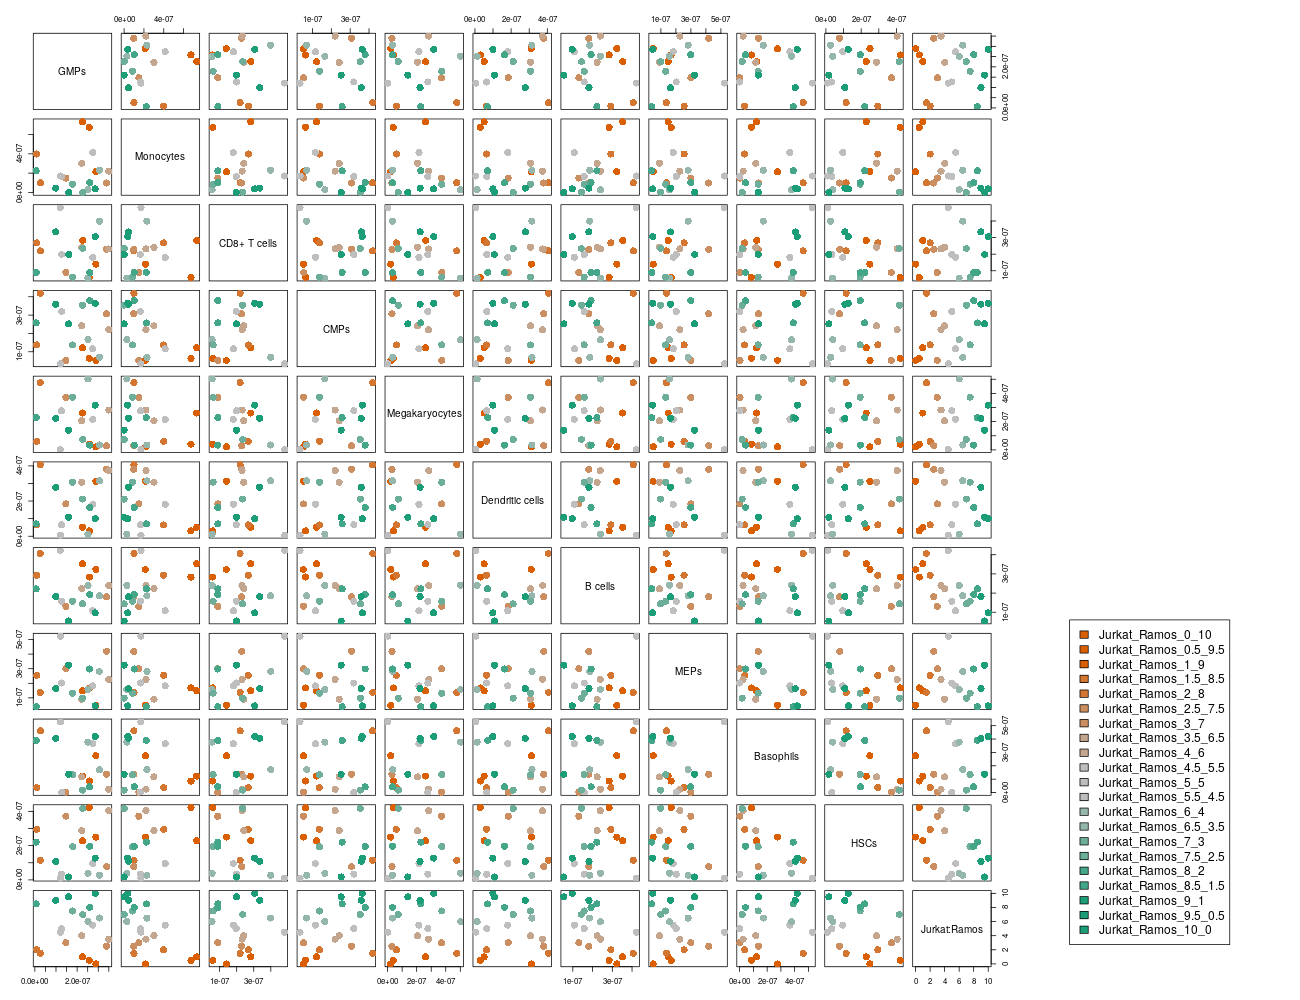 0e+00 4e-07 1e-07 3e-07 0e+00 2e-07 4e-07 1e-07 3e-07 5e-07 0e+00 2e-07 4e-07
GMPs
0.0e+00 2.0e-07
Monocytes
0e+00 4e-07
CD8+ T cells
1e-07 3e-07
CMPs
1e-07 3e-07
Megakaryocytes
0e+00 2e-07 4e-07
Dendritic cells
0e+00 2e-07 4e-07
B cells
1e-07 3e-07
MEPs
1e-07 3e-07 5e-07
Basophils
0e+00 3e-07 5e-07
HSCs
0e+00 2e-07 4e-07
Jurkat:Ramos
0 2 4 6 8 10
0.0e+00 2.0e-07 1e-07 3e-07 0e+00 2e-07 4e-07 1e-07 3e-07 0e+00 2e-07 4e-07 0 2 4 6 8 10
Jurkat_Ramos_0_10
Jurkat_Ramos_0.5_9.5
Jurkat_Ramos_1_9
Jurkat_Ramos_1.5_8.5
Jurkat_Ramos_2_8
Jurkat_Ramos_2.5_7.5
Jurkat_Ramos_3_7
Jurkat_Ramos_3.5_6.5
Jurkat_Ramos_4_6
Jurkat_Ramos_4.5_5.5
Jurkat_Ramos_5_5
Jurkat_Ramos_5.5_4.5
Jurkat_Ramos_6_4
Jurkat_Ramos_6.5_3.5
Jurkat_Ramos_7_3
Jurkat_Ramos_7.5_2.5
Jurkat_Ramos_8_2
Jurkat_Ramos_8.5_1.5
Jurkat_Ramos_9_1
Jurkat_Ramos_9.5_0.5
Jurkat_Ramos_10_0